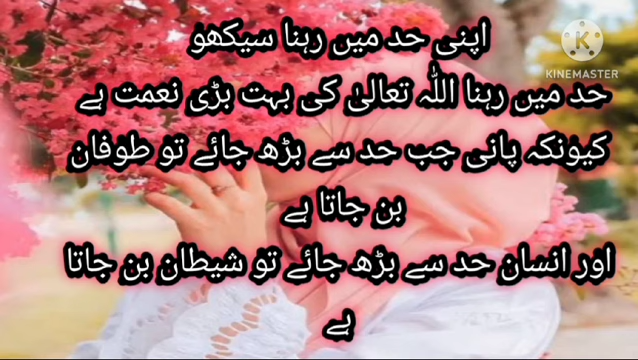 اپنی حد میں رہنا سیکھو
KINEMASTER
حد میں رہنا اللّٰہ تعالیٰ کی بہت بڑی نعمت ہے
کیونکہ پانی جب حد سے بڑھ جائے تو طوفان
بن جاتا ہے
اور انسان حد سے بڑھ جائے تو شیطان بن جاتا
ہے